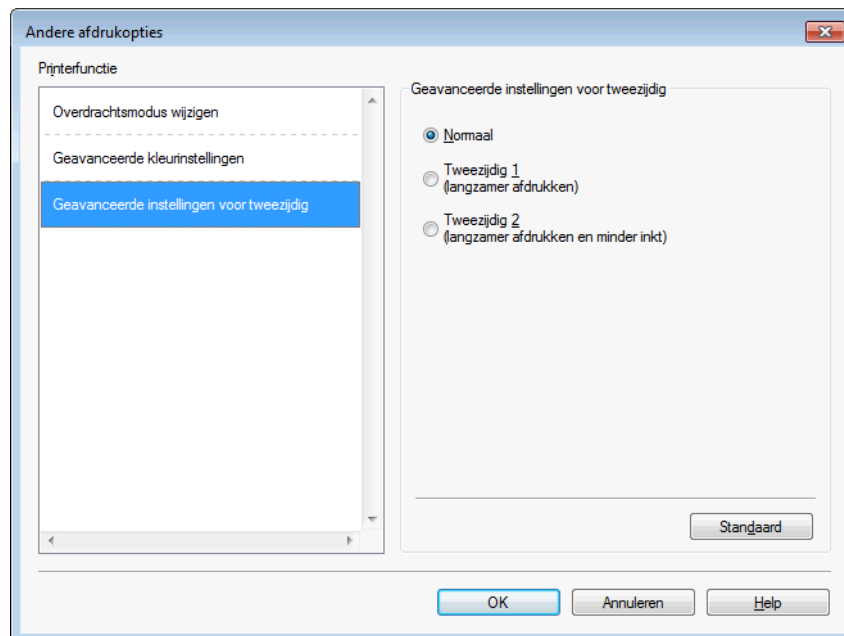 Andere afdrukopties
Printerfunctie
Overdrachtsmodus wijzigen
Geavanceerde kleurinstellingen
Geavanceerde instellingen voor tweezijdig
Geavanceerde instellingen voor tweezijdig
Normaal
Tweezijdig 1
(langzamer afdrukken)
Tweezijdig 2
(langzamer afdrukken en minder inkt)
Standaard
OK
Annuleren
Help